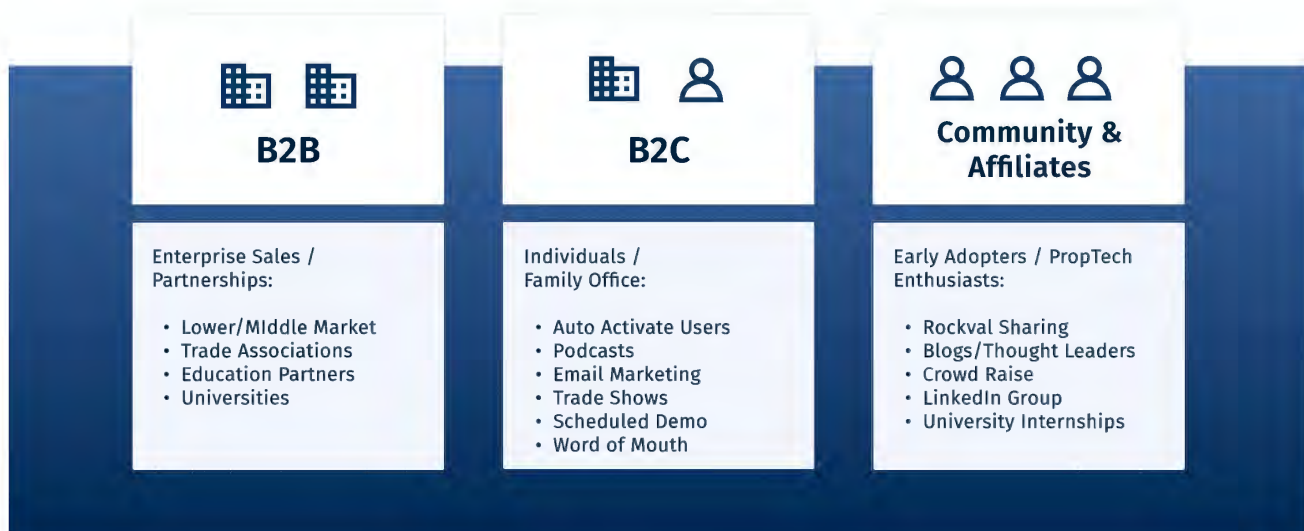 B2B
Enterprise Sales /
Partnerships:
• Lower/MIddle Market
• Trade Associations
• Education Partners
• Universities
B2C
Individuals /
Family Office:
• Auto Activate Users
• Podcasts
• Email Marketing
• Trade Shows
• Scheduled Demo
• Word of Mouth
Community &
Affiliates
Early Adopters / PropTech
Enthusiasts:
• Rockval Sharing
• Blogs/Thought Leaders
• Crowd Raise
• LinkedIn Group
• University Internships